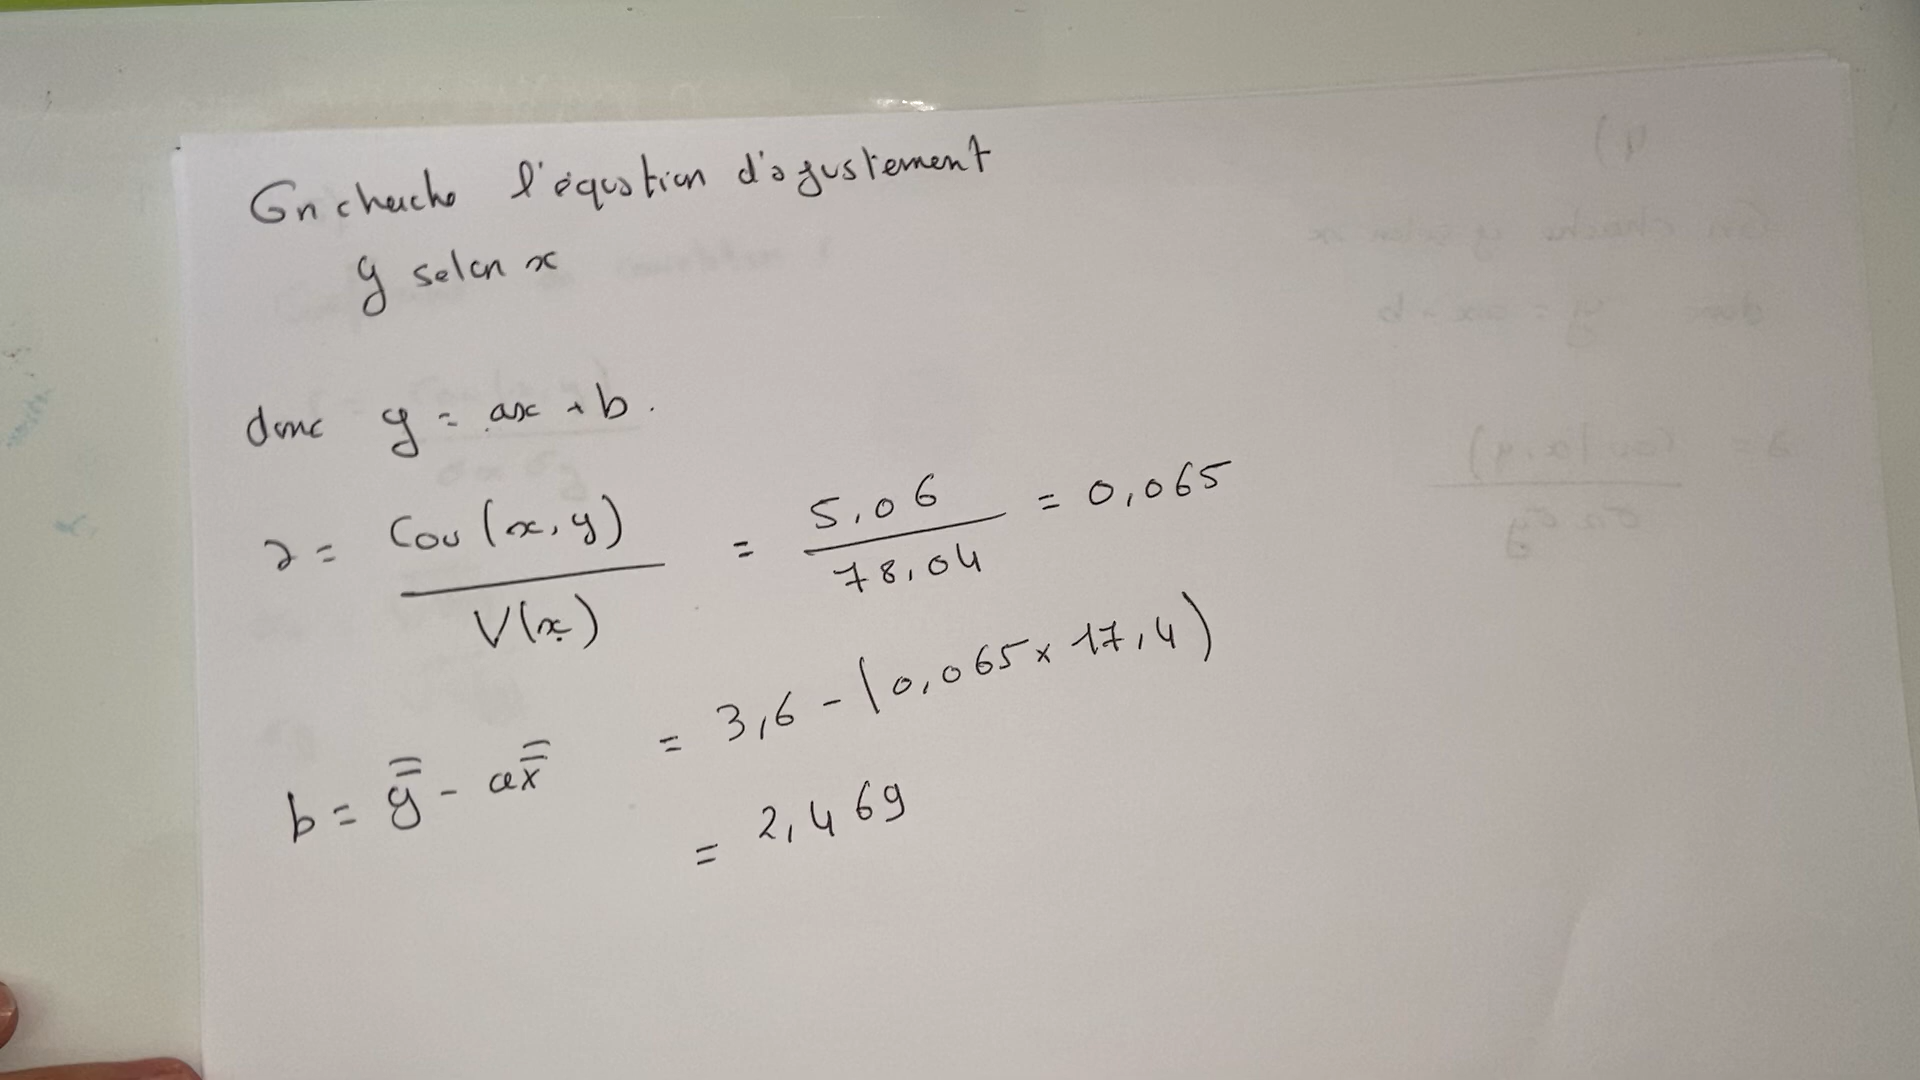 On cherche l'équation d'ajustement
y selon x
donc y = ax + b.
a = Cov(x,y) / V(x) = 5,06 / 78,04 = 0,065
b = y̿ - ax̿ = 3,6 - (0,065 x 17,4)
= 2,469